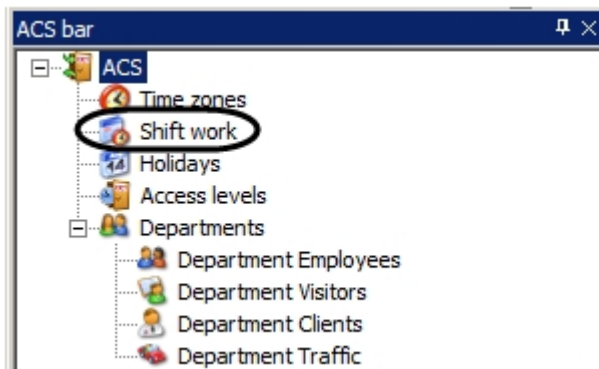 ACS bar
ACS
Time zones
Shift work
14 Holidays
Access levels
Departments
Department Employees
Department Visitors
Department Clients
Department Traffic